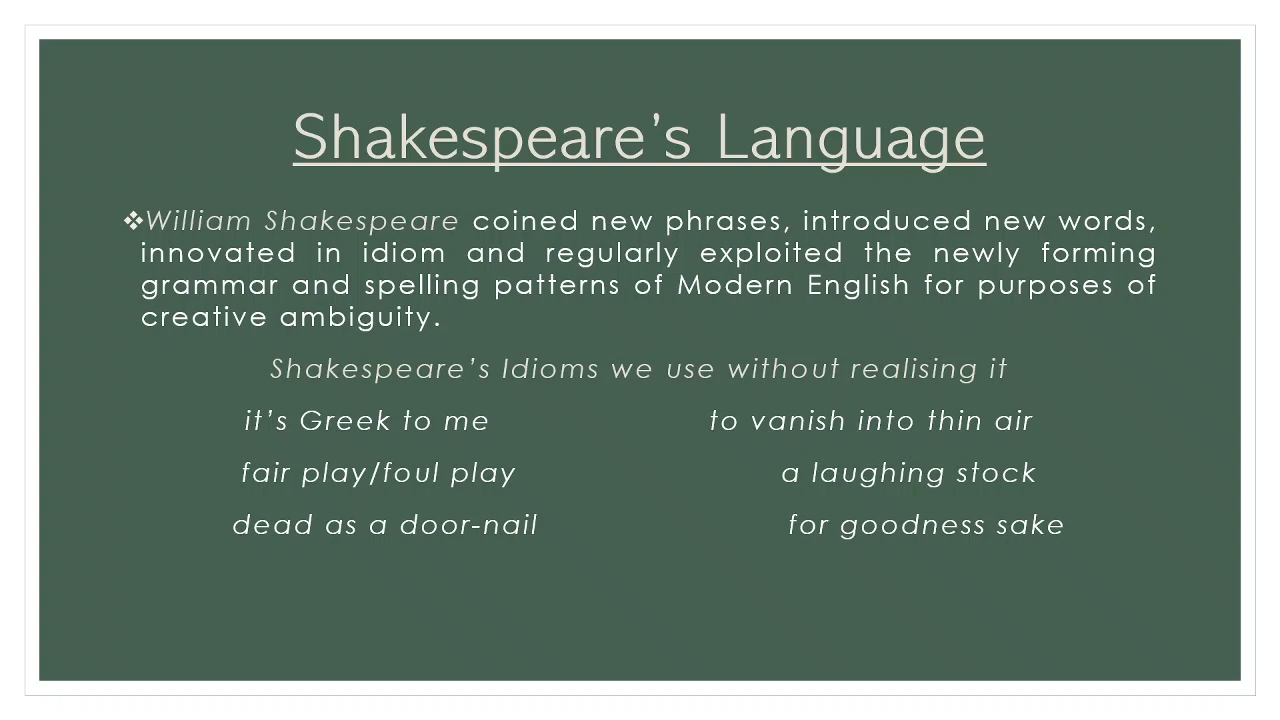 Shakespeare’s Language
❖William Shakespeare coined new phrases, introduced new words,
innovated in idiom and regularly exploited the newly forming
grammar and spelling patterns of Modern English for purposes of
creative ambiguity.
Shakespeare’s Idioms we use without realising it
it’s Greek to me to vanish into thin air
fair play/foul play a laughing stock
dead as a door-nail for goodness sake